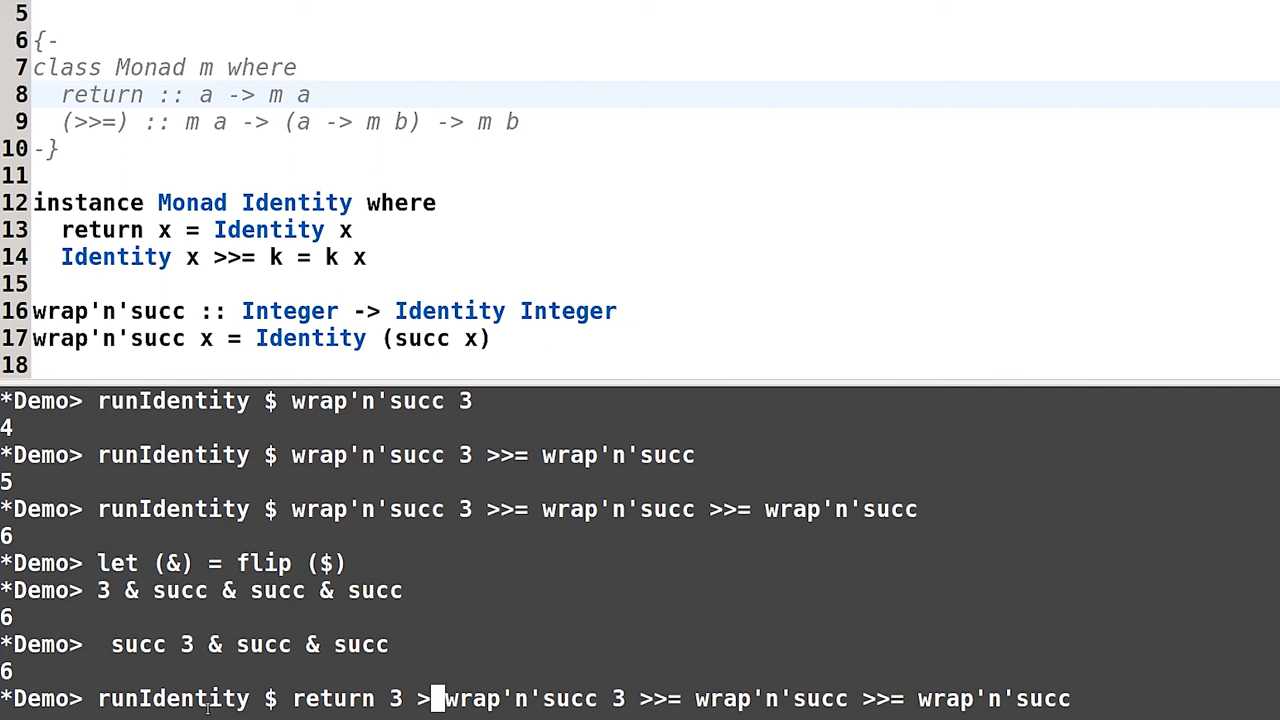 5
6 {-
7 class Monad m where
8   return :: a -> m a
9   (>>=) :: m a -> (a -> m b) -> m b
10 -}
11
12 instance Monad Identity where
13   return x = Identity x
14   Identity x >>= k = k x
15
16 wrap'n'succ :: Integer -> Identity Integer
17 wrap'n'succ x = Identity (succ x)
18
*Demo> runIdentity $ wrap'n'succ 3
4
*Demo> runIdentity $ wrap'n'succ 3 >>= wrap'n'succ
5
*Demo> runIdentity $ wrap'n'succ 3 >>= wrap'n'succ >>= wrap'n'succ
6
*Demo> let (&) = flip ($)
*Demo> 3 & succ & succ & succ
6
*Demo>  succ 3 & succ & succ
6
*Demo> runIdentity $ return 3 > wrap'n'succ 3 >>= wrap'n'succ >>= wrap'n'succ